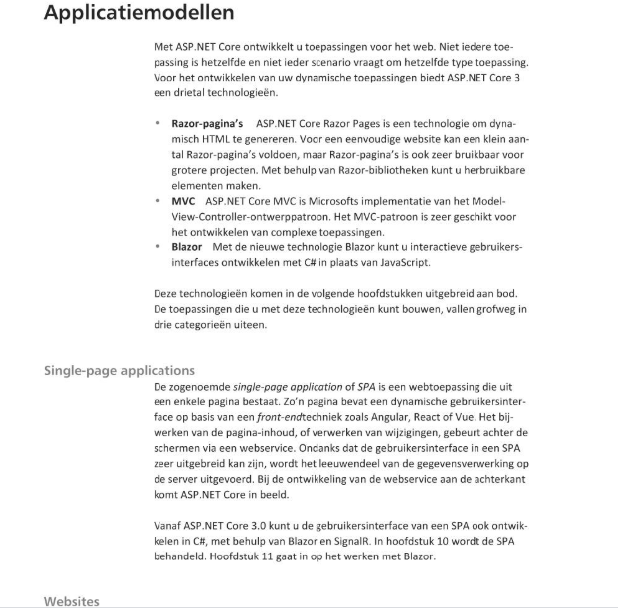 Applicatiemodellen
Met ASP.NET Core ontwikkelt u toepassingen voor het web. Niet iedere toe-
passing is hetzelfde en niet ieder scenario vraagt om hetzelfde type toepassing.
Voor het ontwikkelen van uw dynamische toepassingen biedt ASP.NET Core 3
een drietal technologieën.
• Razor-pagina's ASP.NET Core Razor Pages is een technologie om dyna-
misch HTML te genereren. Voor een eenvoudige website kan een klein aan-
tal Razor-pagina's voldoen, maar Razor-pagina's is ook zeer bruikbaar voor
grotere projecten. Met behulp van Razor-bibliotheken kunt u herbruikbare
elementen maken.
• MVC ASP.NET Core MVC is Microsofts implementatie van het Model-
View-Controller-ontwerppatroon. Het MVC-patroon is zeer geschikt voor
het ontwikkelen van complexe toepassingen.
• Blazor Met de nieuwe technologie Blazor kunt u interactieve gebruikers-
interfaces ontwikkelen met C# in plaats van JavaScript.
Deze technologieën komen in de volgende hoofdstukken uitgebreid aan bod.
De toepassingen die u met deze technologieën kunt bouwen, vallen grofweg in
drie categorieën uiteen.
Single-page applications
De zogenoemde single-page application of SPA is een webtoepassing die uit
een enkele pagina bestaat. Zo'n pagina bevat een dynamische gebruikersinter-
face op basis van een front-endtechniek zoals Angular, React of Vue. Het bij-
werken van de pagina-inhoud, of verwerken van wijzigingen, gebeurt achter de
schermen via een webservice. Ondanks dat de gebruikersinterface in een SPA
zeer uitgebreid kan zijn, wordt het leeuwendeel van de gegevensverwerking op
de server uitgevoerd. Bij de ontwikkeling van de webservice aan de achterkant
komt ASP.NET Core in beeld.
Vanaf ASP.NET Core 3.0 kunt u de gebruikersinterface van een SPA ook ontwik-
kelen in C#, met behulp van Blazor en SignalR. In hoofdstuk 10 wordt de SPA
behandeld. Hoofdstuk 11 gaat in op het werken met Blazor.
Websites